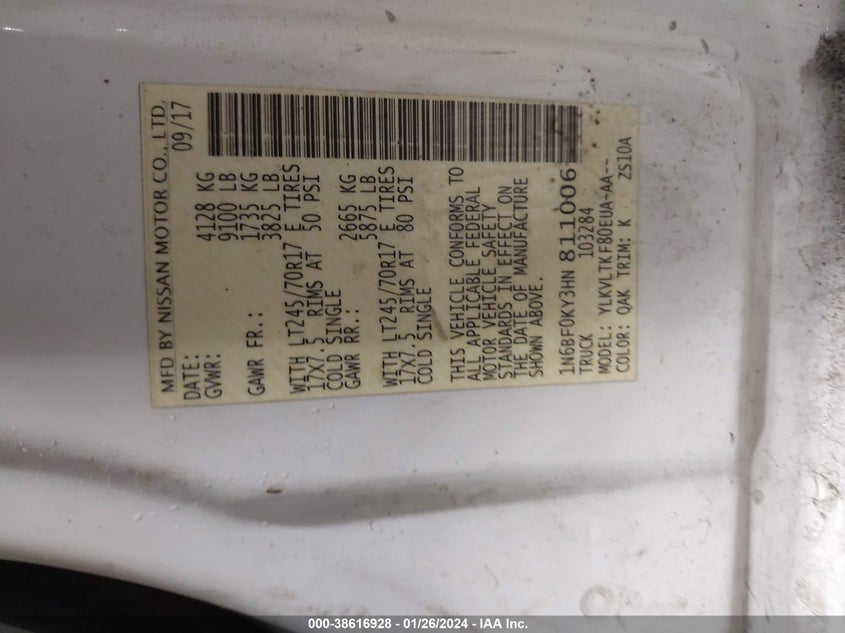 MFD BY NISSAN MOTOR CO., LTD.
DATE: 09/17
GVWR: 4128 KG
9100 LB
GAWR FR.: 1735 KG
3825 LB
WITH LT245/70R17 E TIRES
17X7.5 RIMS AT 50 PSI
COLD SINGLE
GAWR RR.: 2665 KG
5875 LB
WITH LT245/70R17 E TIRES
17X7.5 RIMS AT 80 PSI
COLD SINGLE
THIS VEHICLE CONFORMS TO
ALL APPLICABLE FEDERAL
MOTOR VEHICLE SAFETY
STANDARDS IN EFFECT ON
THE DATE OF MANUFACTURE
SHOWN ABOVE.
1N6BF0KY3HN811006
TRUCK 103284
MODEL: YLKVLTKF80EUA-AA--
COLOR: QAK TRIM: K ZS10A
000-38616928 - 01/26/2024 - IAA Inc.